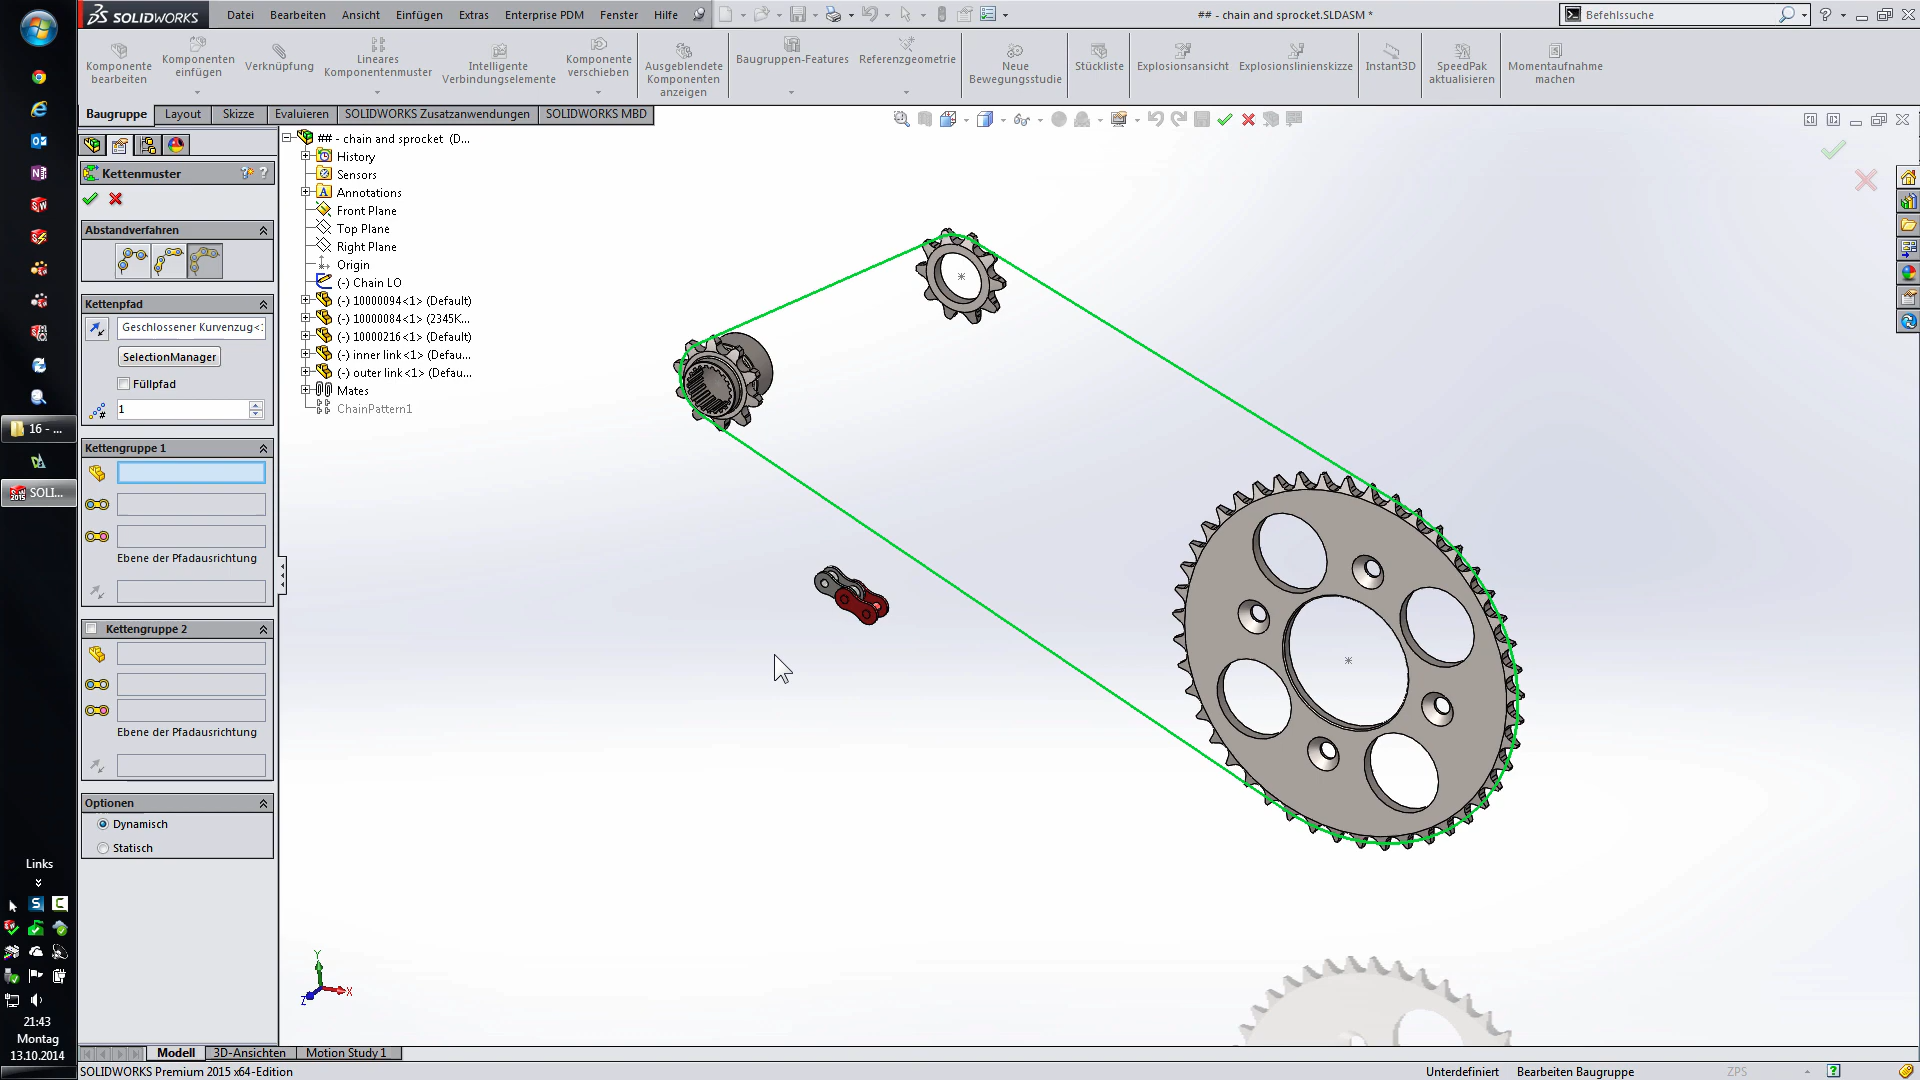 SOLIDWORKS
Datei Bearbeiten Ansicht Einfügen Extras Enterprise PDM Fenster Hilfe
## - chain and sprocket.SLDASM *
Befehlssuche
Komponente bearbeiten
Komponenten einfügen
Verknüpfung
Lineares Komponentenmuster
Intelligente Verbindungselemente
Komponente verschieben
Ausgeblendete Komponenten anzeigen
Baugruppen-Features
Referenzgeometrie
Neue Bewegungsstudie
Stückliste
Explosionsansicht
Explosionslinienskizze
Instant3D
SpeedPak aktualisieren
Momentaufnahme machen
Baugruppe Layout Skizze Evaluieren SOLIDWORKS Zusatzanwendungen SOLIDWORKS MBD
Kettenmuster
Abstandverfahren
Kettenpfad
Geschlossener Kurvenzug<
SelectionManager
Füllpfad
1
Kettengruppe 1
Ebene der Pfadausrichtung
Kettengruppe 2
Ebene der Pfadausrichtung
Optionen
Dynamisch
Statisch
## - chain and sprocket (D...
History
Sensors
Annotations
Front Plane
Top Plane
Right Plane
Origin
(-) Chain LO
(-) 10000094<1> (Default)
(-) 10000084<1> (2345K...
(-) 10000216<1> (Default)
(-) inner link<1> (Defau...
(-) outer link<1> (Defau...
Mates
ChainPattern1
16 - ...
SOLI...
Links
21:43
Montag
13.10.2014
Y
X
Z
Modell 3D-Ansichten Motion Study 1
SOLIDWORKS Premium 2015 x64-Edition
Unterdefiniert Bearbeiten Baugruppe ZPS